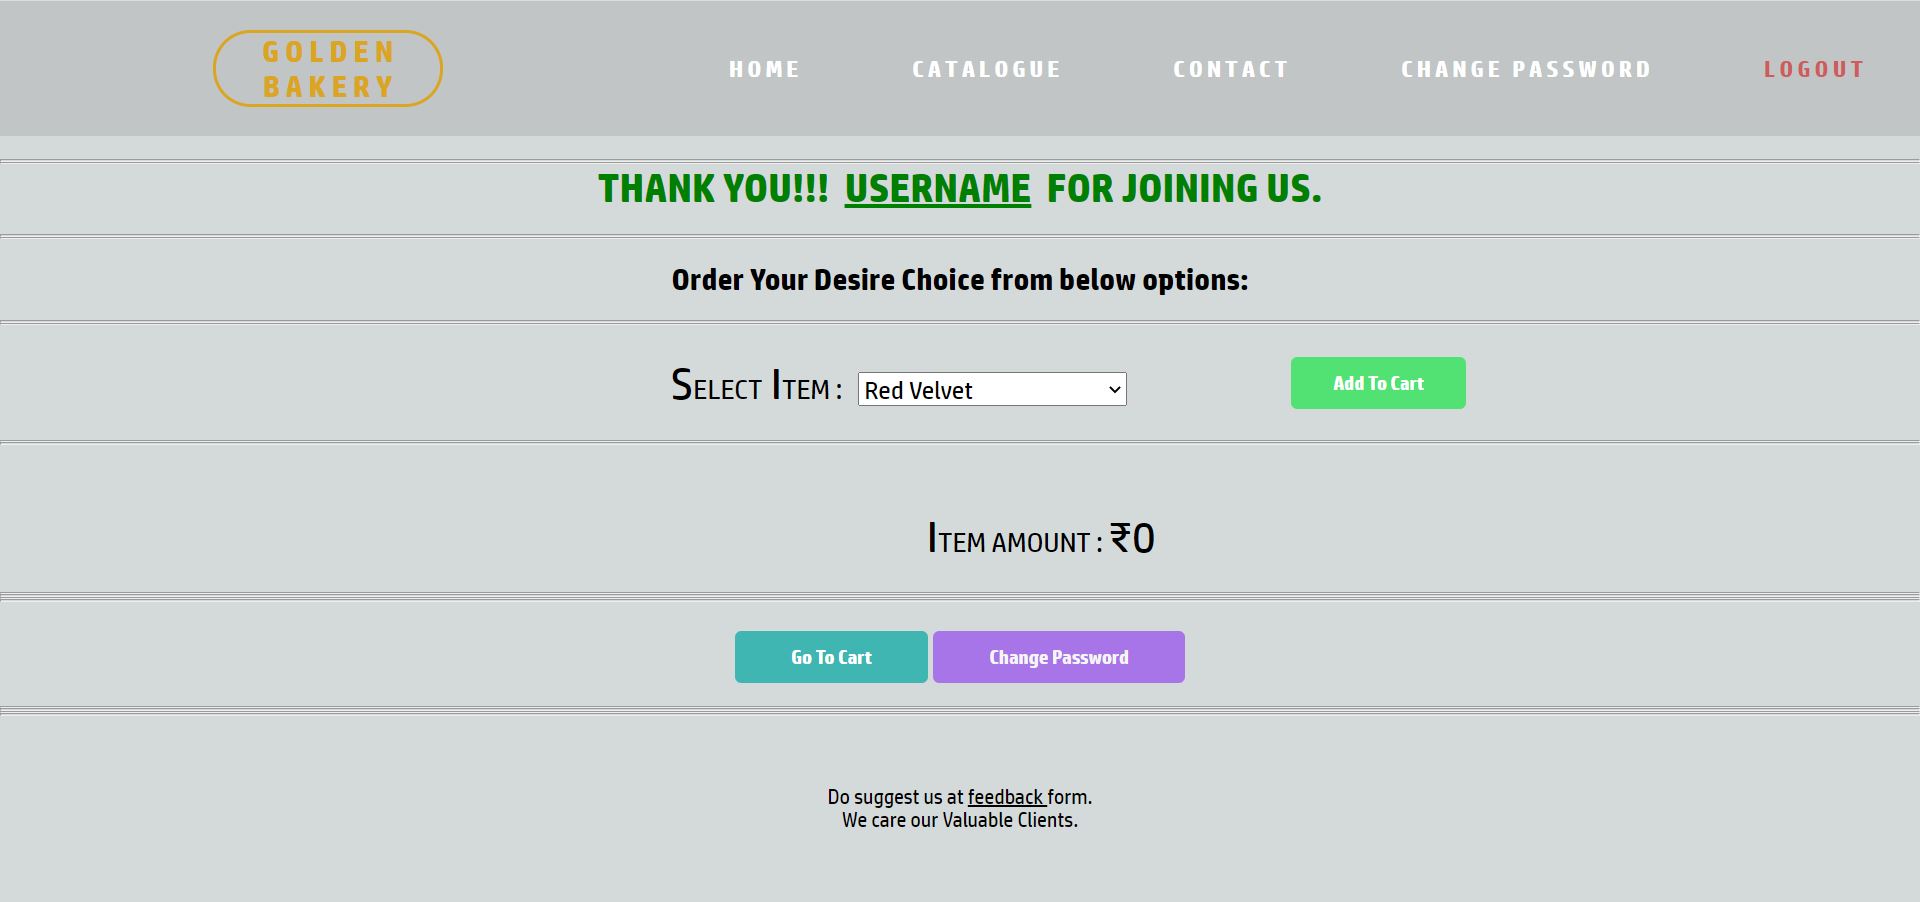 GOLDEN
BAKERY
HOME CATALOGUE CONTACT CHANGE PASSWORD LOGOUT
THANK YOU!!! USERNAME FOR JOINING US.
Order Your Desire Choice from below options:
Select Item : Red Velvet Add To Cart
Item amount : ₹0
Go To Cart Change Password
Do suggest us at feedback form.
We care our Valuable Clients.